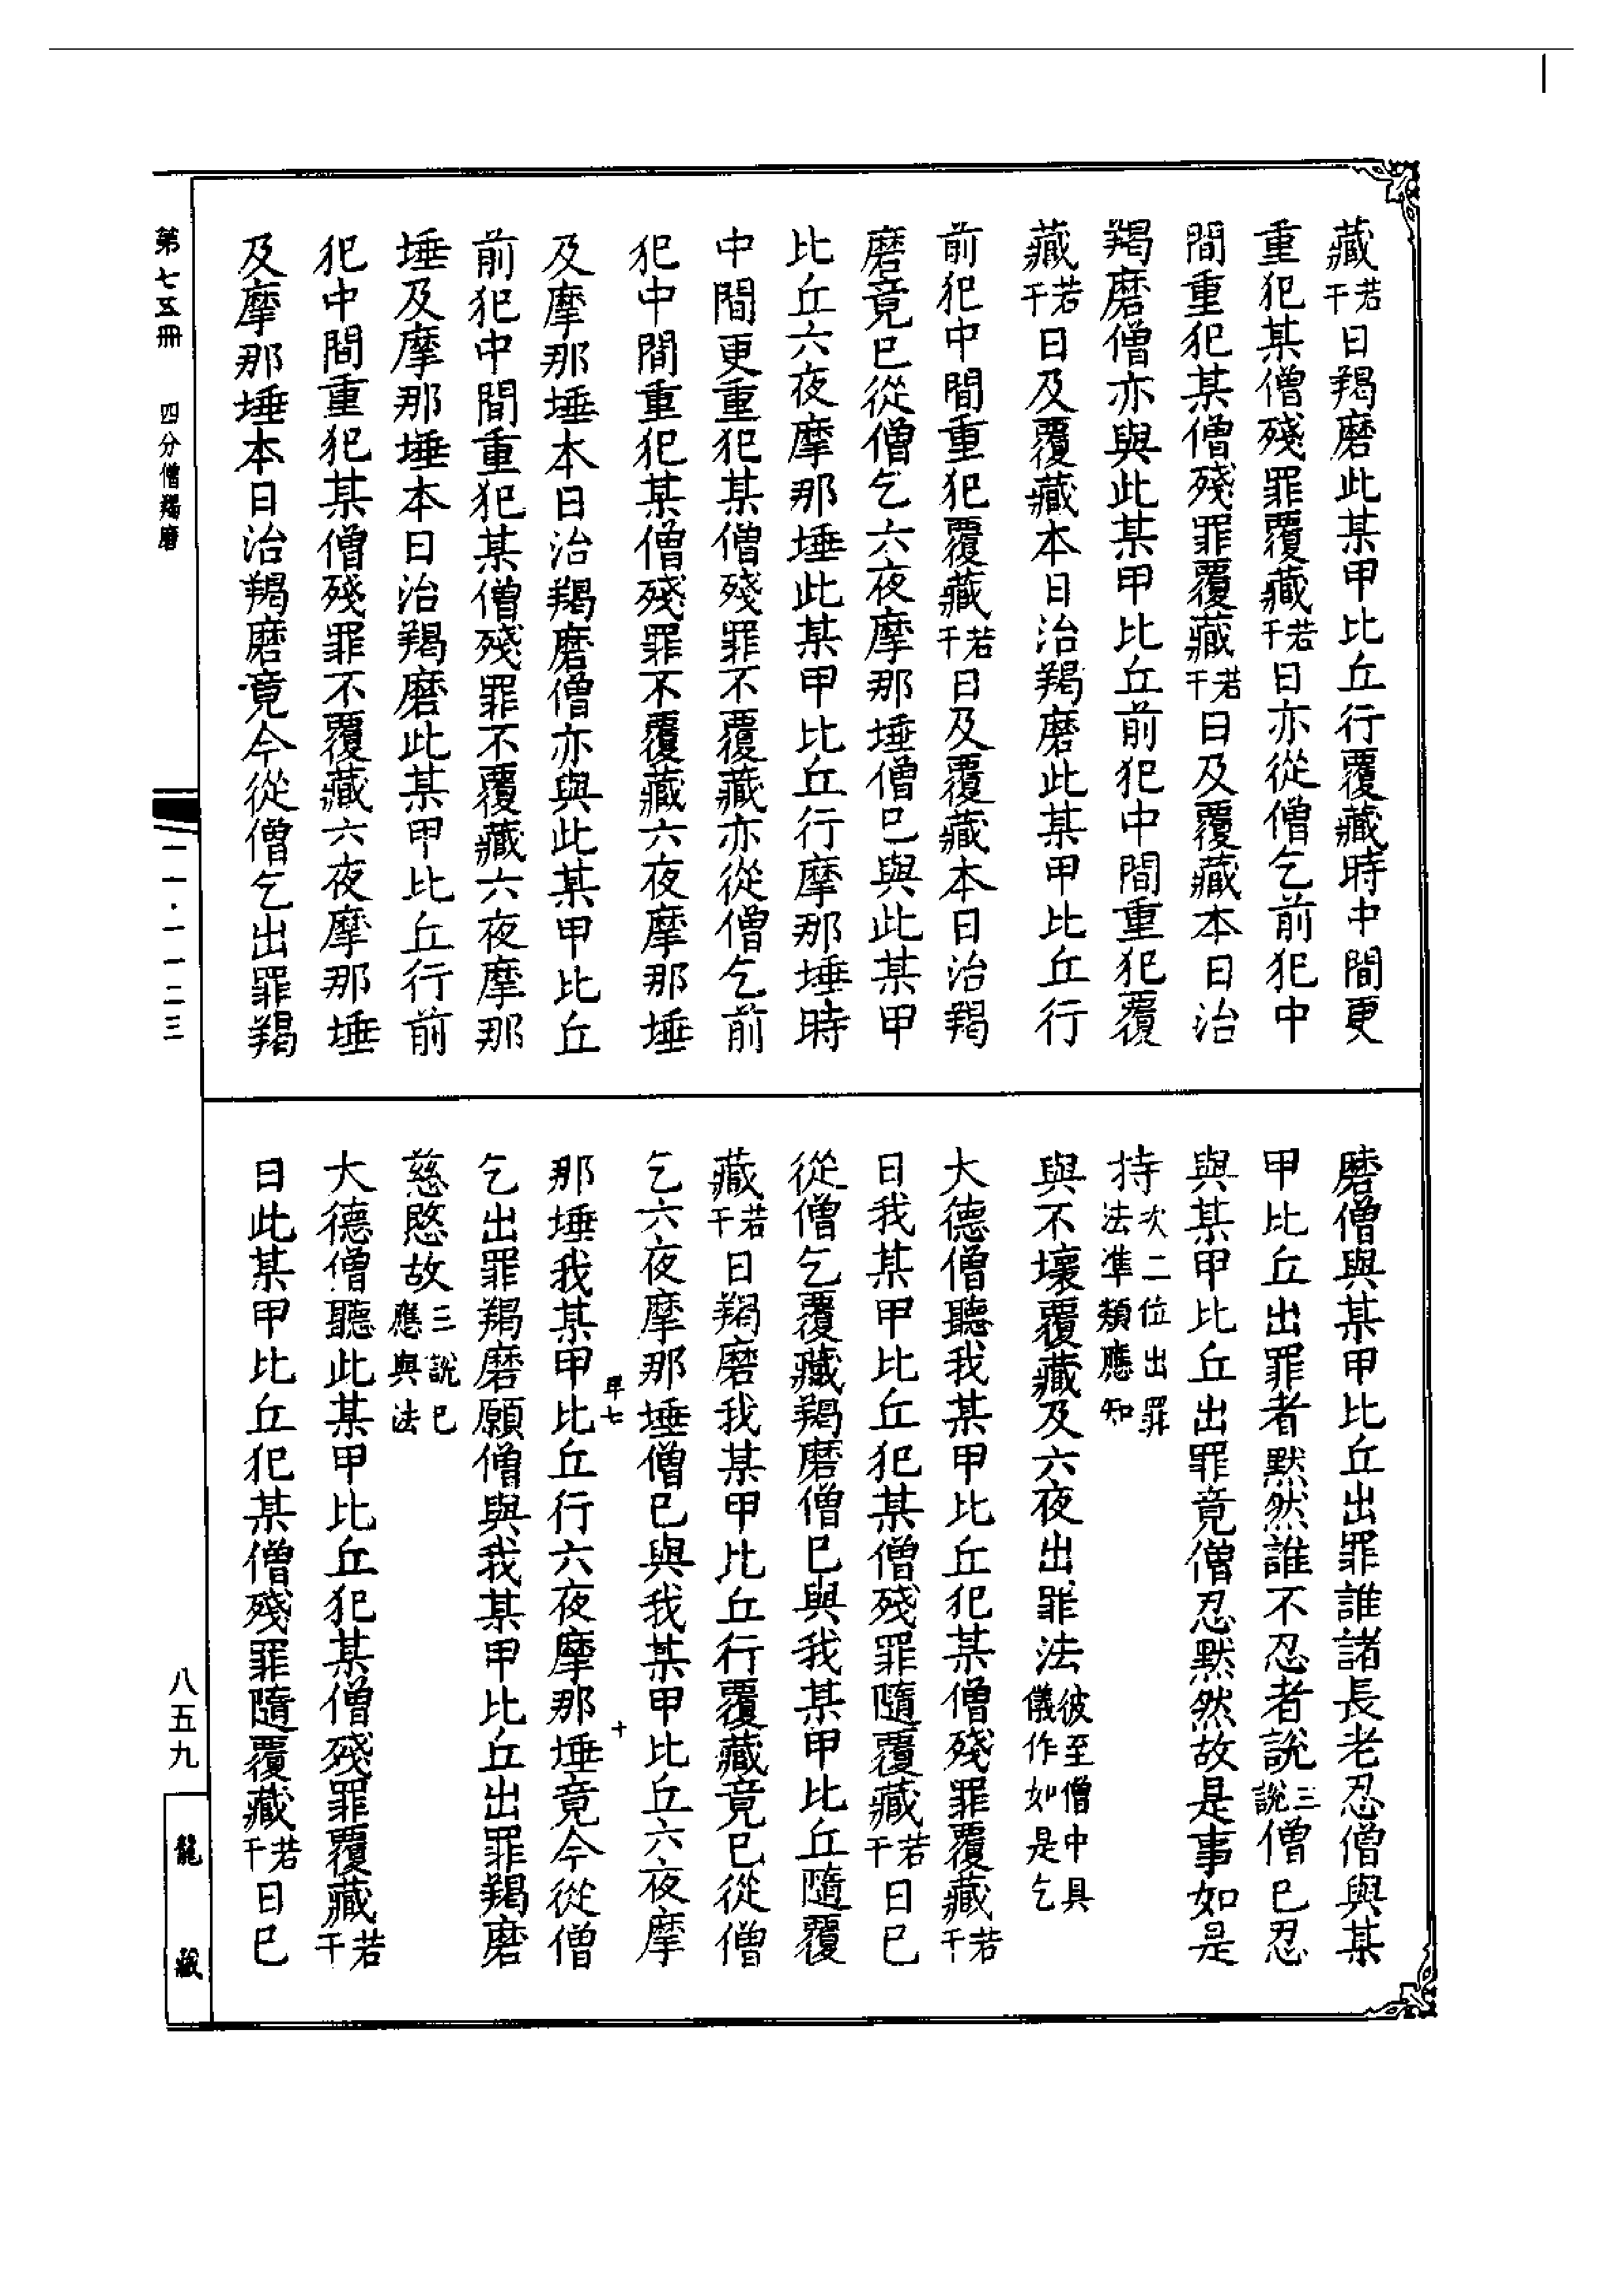 藏若干日羯磨此某甲比丘行覆藏時中間更
重犯某僧殘罪覆藏若干日亦從僧乞前犯中
間重犯某僧殘罪覆藏若干日及覆藏本日治
羯磨僧亦與此某甲比丘前犯中間重犯覆
藏若干日及覆藏本日治羯磨此某甲比丘行
前犯中間重犯覆藏若干日及覆藏本日治羯
磨竟已從僧乞六夜摩那埵僧已與此某甲
比丘六夜摩那埵此某甲比丘行摩那埵時
中間更重犯某僧殘罪不覆藏亦從僧乞前
犯中間重犯某僧殘罪不覆藏六夜摩那埵
及摩那埵本日治羯磨僧亦與此某甲比丘
前犯中間重犯某僧殘罪不覆藏六夜摩那
埵及摩那埵本日治羯磨此某甲比丘行前
犯中間重犯某僧殘罪不覆藏六夜摩那埵
及摩那埵本日治羯磨竟今從僧乞出罪羯
磨僧與某甲比丘出罪誰諸長老忍僧與某
甲比丘出罪者默然誰不忍者說三說僧已忍
與某甲比丘出罪竟僧忍默然故是事如是
持次二位出罪法準類應知
與不壞覆藏及六夜出罪法彼至僧中具儀作如是乞
大德僧聽我某甲比丘犯某僧殘罪覆藏若干
日我某甲比丘犯某僧殘罪隨覆藏若干日已
從僧乞覆藏羯磨僧已與我某甲比丘隨覆
藏若干日羯磨我某甲比丘行覆藏竟已從僧
乞六夜摩那埵僧已與我某甲比丘六夜摩
那埵我某甲比丘行六夜摩那埵竟今從僧
乞出罪羯磨願僧與我某甲比丘出罪羯磨
慈愍故三說已應與法
大德僧聽此某甲比丘犯某僧殘罪覆藏若干
日此某甲比丘犯某僧殘罪隨覆藏若干日已
十
第七五冊
四分僧羯磨
一一·一一二三
八五九
龍藏